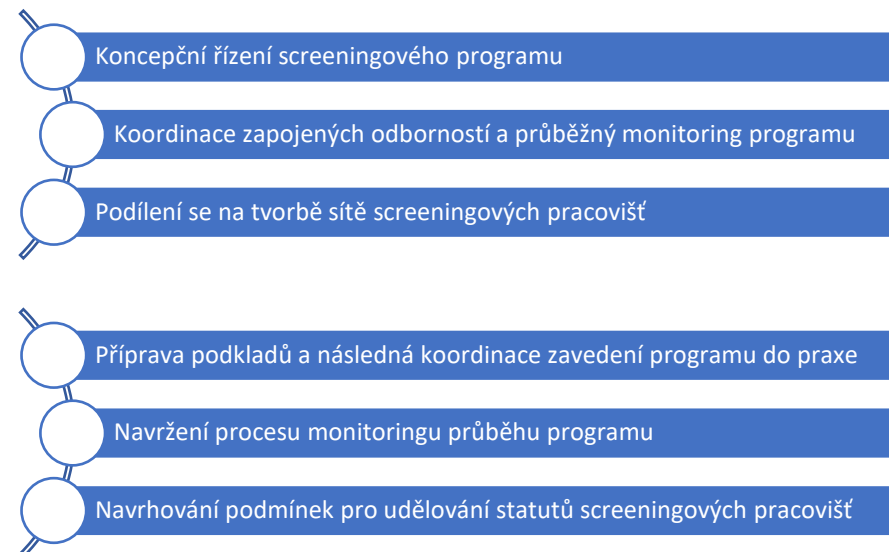 Koncepční řízení screeningového programu
Koordinace zapojených odborností a průběžný monitoring programu
Podílení se na tvorbě sítě screeningových pracovišť
Příprava podkladů a následná koordinace zavedení programu do praxe
Navržení procesu monitoringu průběhu programu
Navrhování podmínek pro udělování statutů screeningových pracovišť